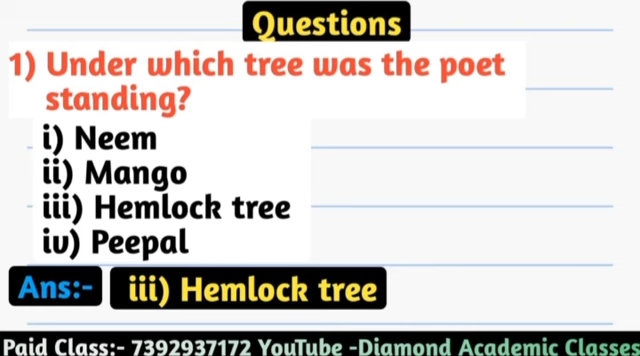 Questions
1) Under which tree was the poet
standing?
i) Neem
ii) Mango
iii) Hemlock tree
iv) Peepal
Ans:- iii) Hemlock tree
Paid Class:- 7392937172 YouTube -Diamond Academic Classes